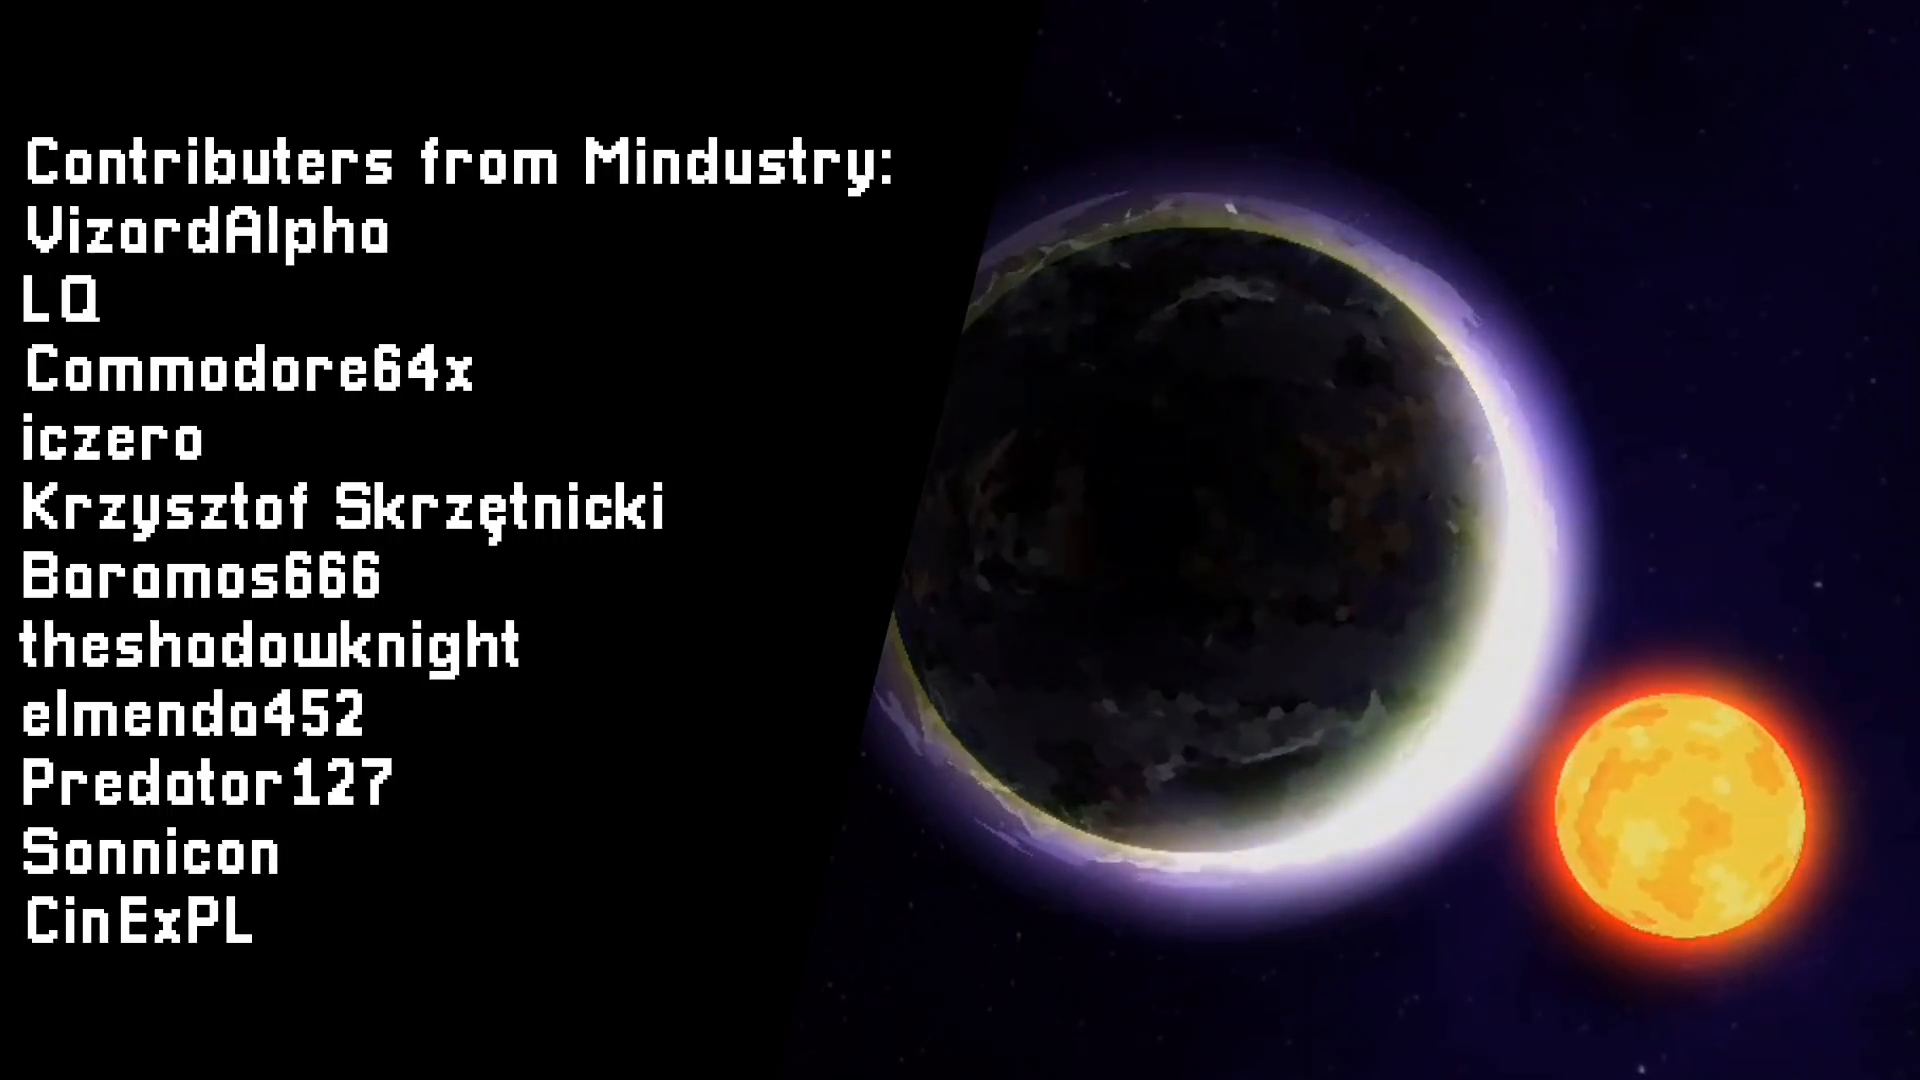 Contributers from Mindustry:
VizardAlpha
LQ
Commodore64x
iczero
Krzysztof Skrzętnicki
Baramos666
theshadowknight
elmenda452
Predator127
Sonnicon
CinExPL